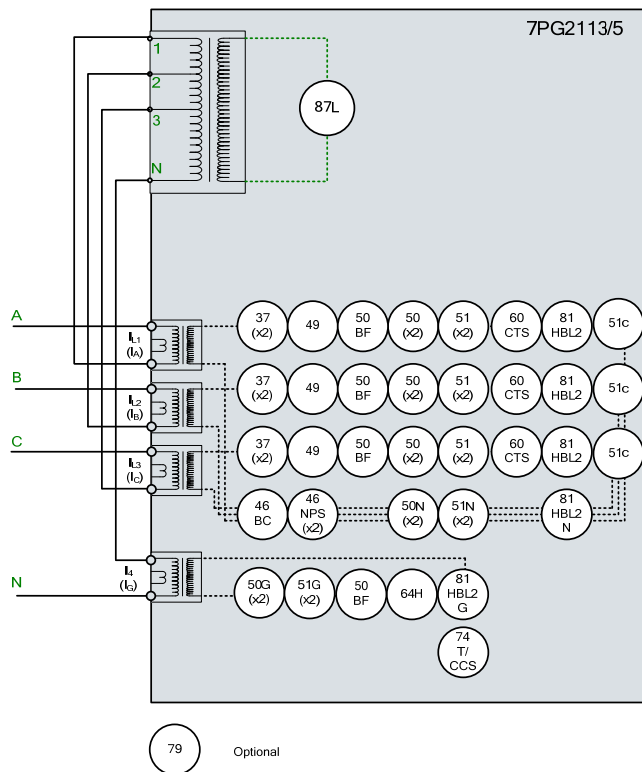 7PG2113/5
1
2
3
N
87L
A
IL1
(IA)
37
(x2)
49
50
BF
50
(x2)
51
(x2)
60
CTS
81
HBL2
51c
B
IL2
(IB)
37
(x2)
49
50
BF
50
(x2)
51
(x2)
60
CTS
81
HBL2
51c
C
IL3
(IC)
37
(x2)
49
50
BF
50
(x2)
51
(x2)
60
CTS
81
HBL2
51c
46
BC
46
NPS
(x2)
50N
(x2)
51N
(x2)
81
HBL2
N
I4
(IG)
N
50G
(x2)
51G
(x2)
50
BF
64H
81
HBL2
G
74
T/
CCS
79
Optional